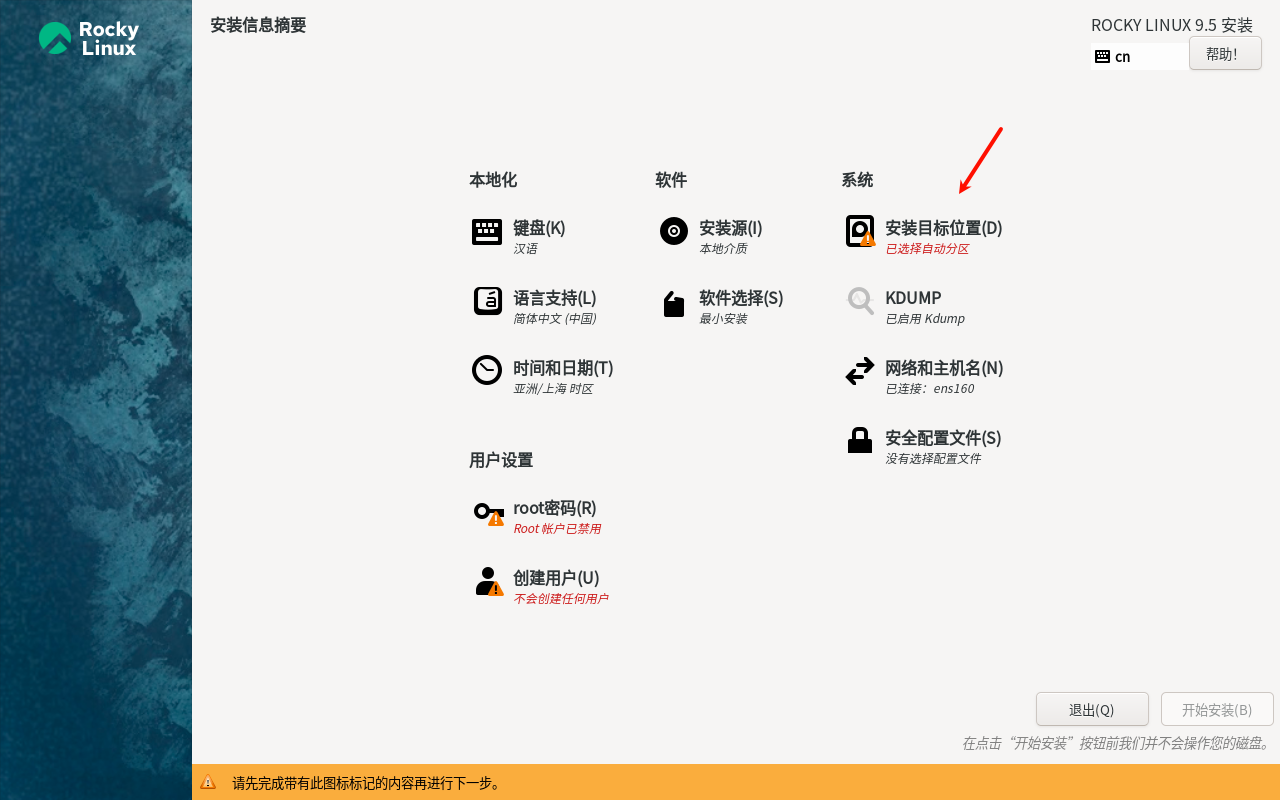 Rocky
Linux
安装信息摘要
ROCKY LINUX 9.5 安装
cn
帮助！
本地化
键盘(K)
汉语
语言支持(L)
简体中文 (中国)
时间和日期(T)
亚洲/上海 时区
软件
安装源(I)
本地介质
软件选择(S)
最小安装
系统
安装目标位置(D)
已选择自动分区
KDUMP
已启用 Kdump
网络和主机名(N)
已连接：ens160
安全配置文件(S)
没有选择配置文件
用户设置
root密码(R)
Root 帐户已禁用
创建用户(U)
不会创建任何用户
退出(Q)
开始安装(B)
在点击“开始安装”按钮前我们并不会操作您的磁盘。
请先完成带有此图标标记的内容再进行下一步。